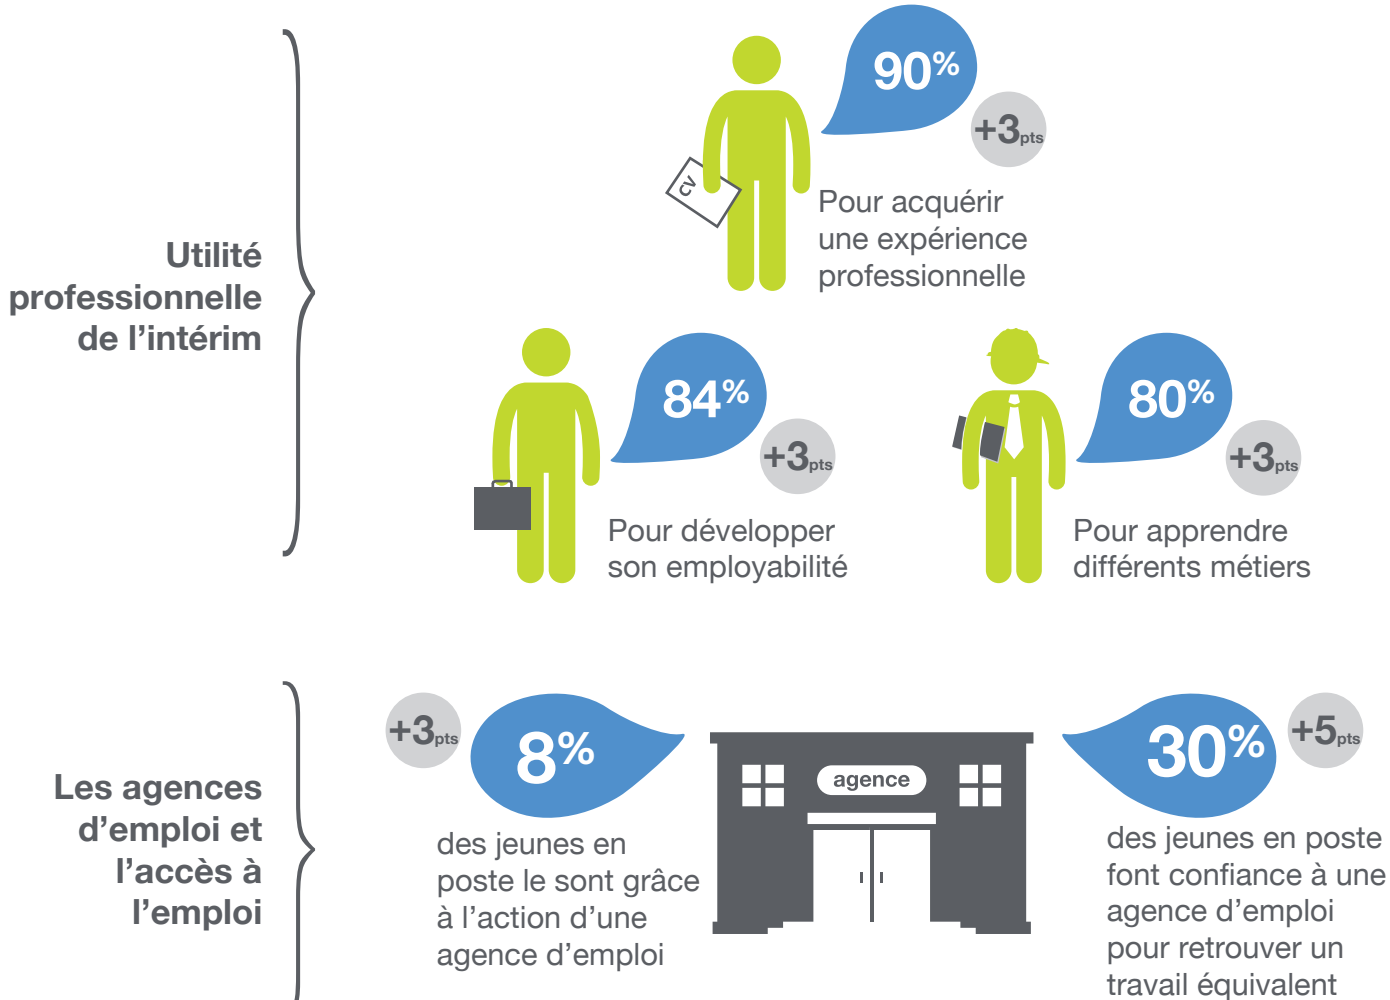 Utilité
professionnelle
de l’intérim
90%
+3pts
CV
Pour acquérir
une expérience
professionnelle
84%
+3pts
Pour développer
son employabilité
80%
+3pts
Pour apprendre
différents métiers
Les agences
d’emploi et
l’accès à
l’emploi
+3pts
8%
des jeunes en
poste le sont grâce
à l’action d’une
agence d’emploi
agence
30%
+5pts
des jeunes en poste
font confiance à une
agence d’emploi
pour retrouver un
travail équivalent